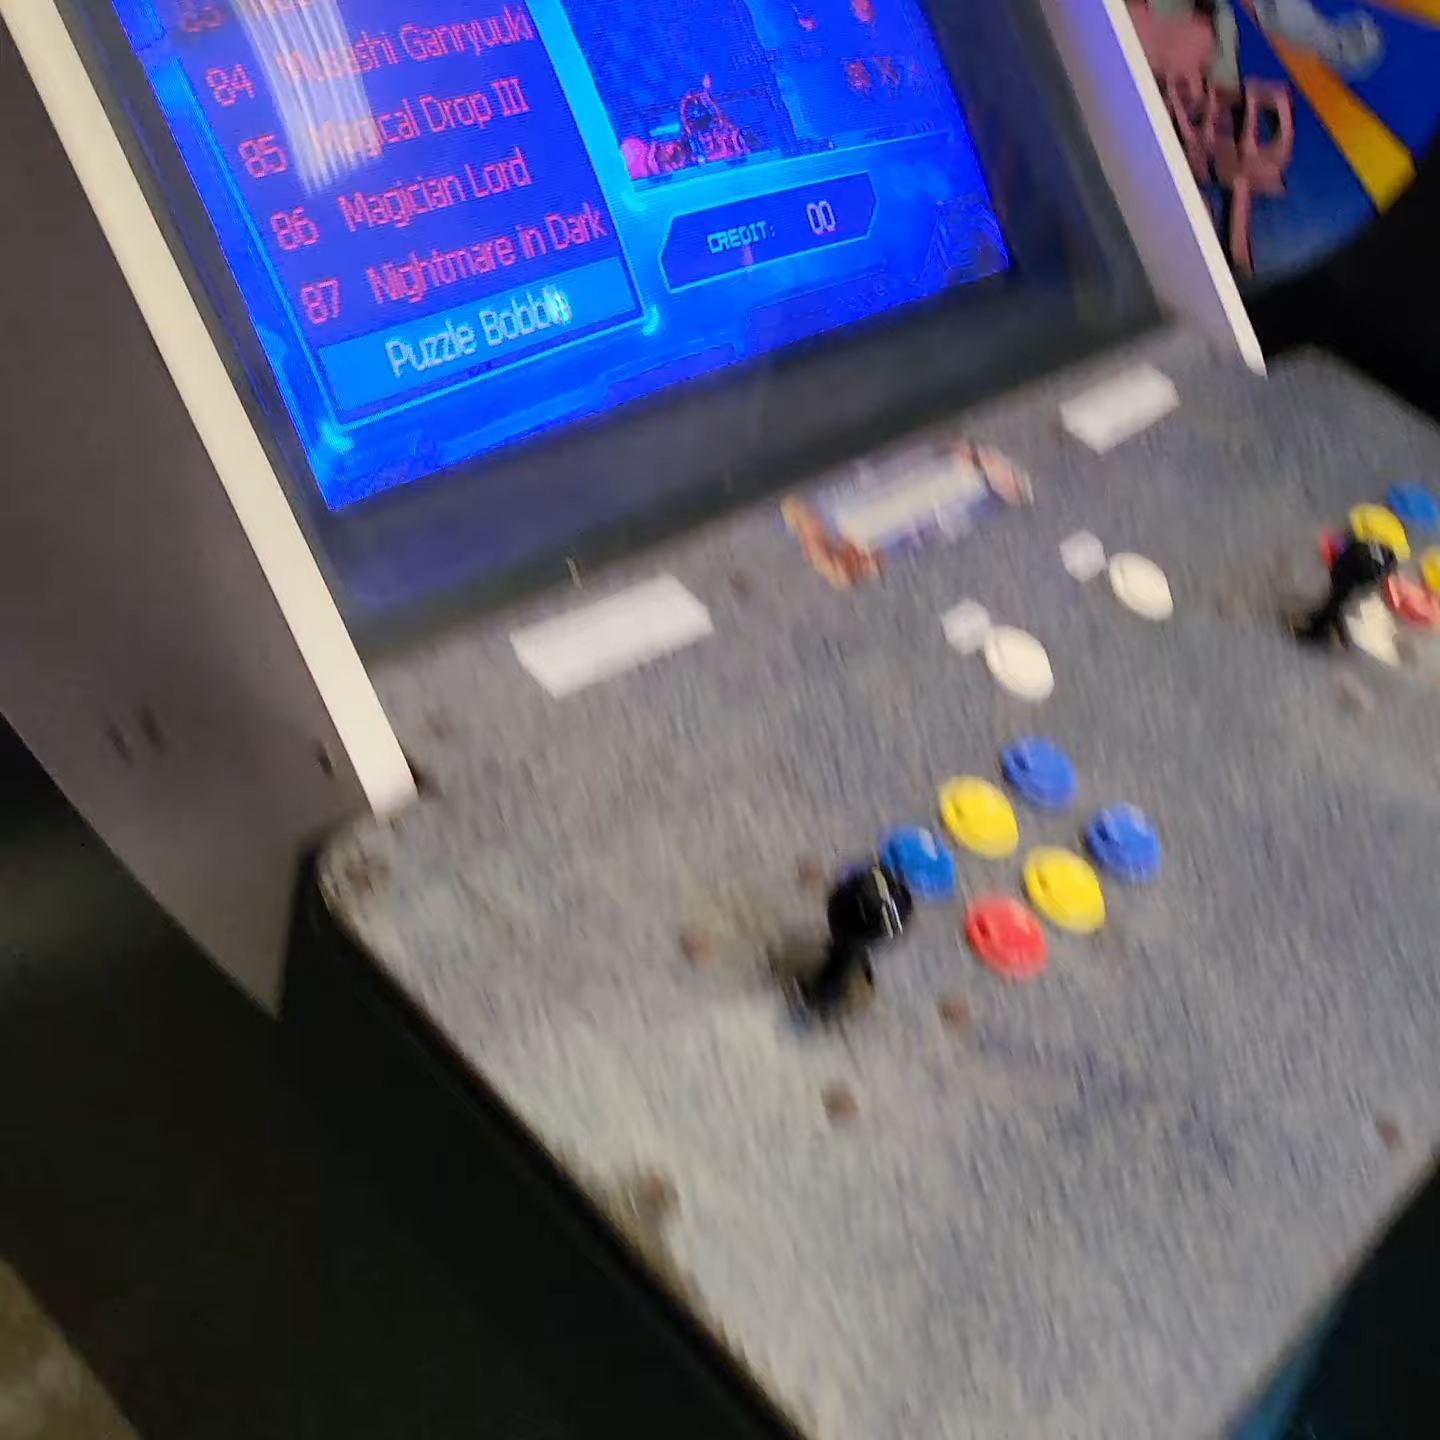 84 Musashi Ganryuuki
85 Magical Drop III
86 Magician Lord
87 Nightmare in Dark
Puzzle Bobble
CREDIT: 00